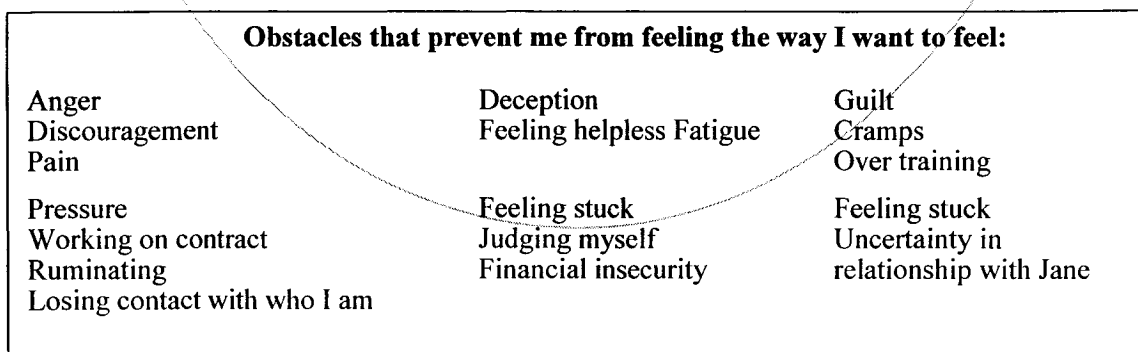 Obstacles that prevent me from feeling the way I want to feel:
Anger Deception Guilt
Discouragement Feeling helpless Fatigue Cramps
Pain Over training
Pressure Feeling stuck Feeling stuck
Working on contract Judging myself Uncertainty in
Ruminating Financial insecurity relationship with Jane
Losing contact with who I am